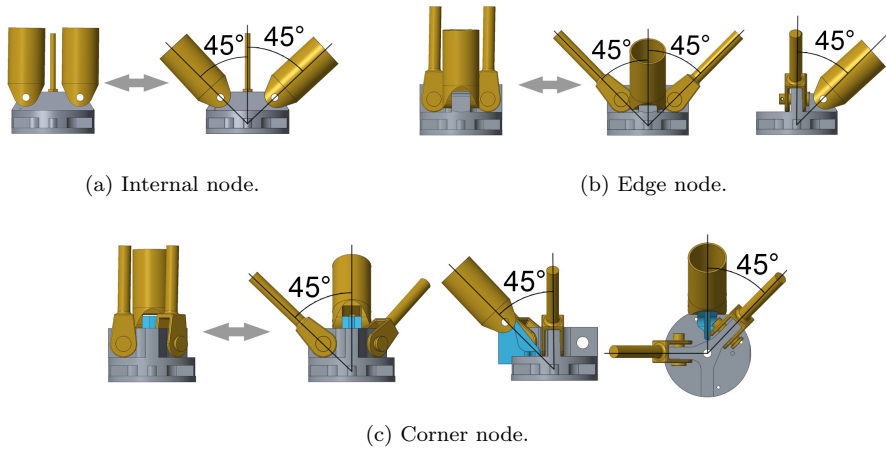 45° 45°
45° 45° 45°
(a) Internal node.
(b) Edge node.
45° 45° 45°
(c) Corner node.